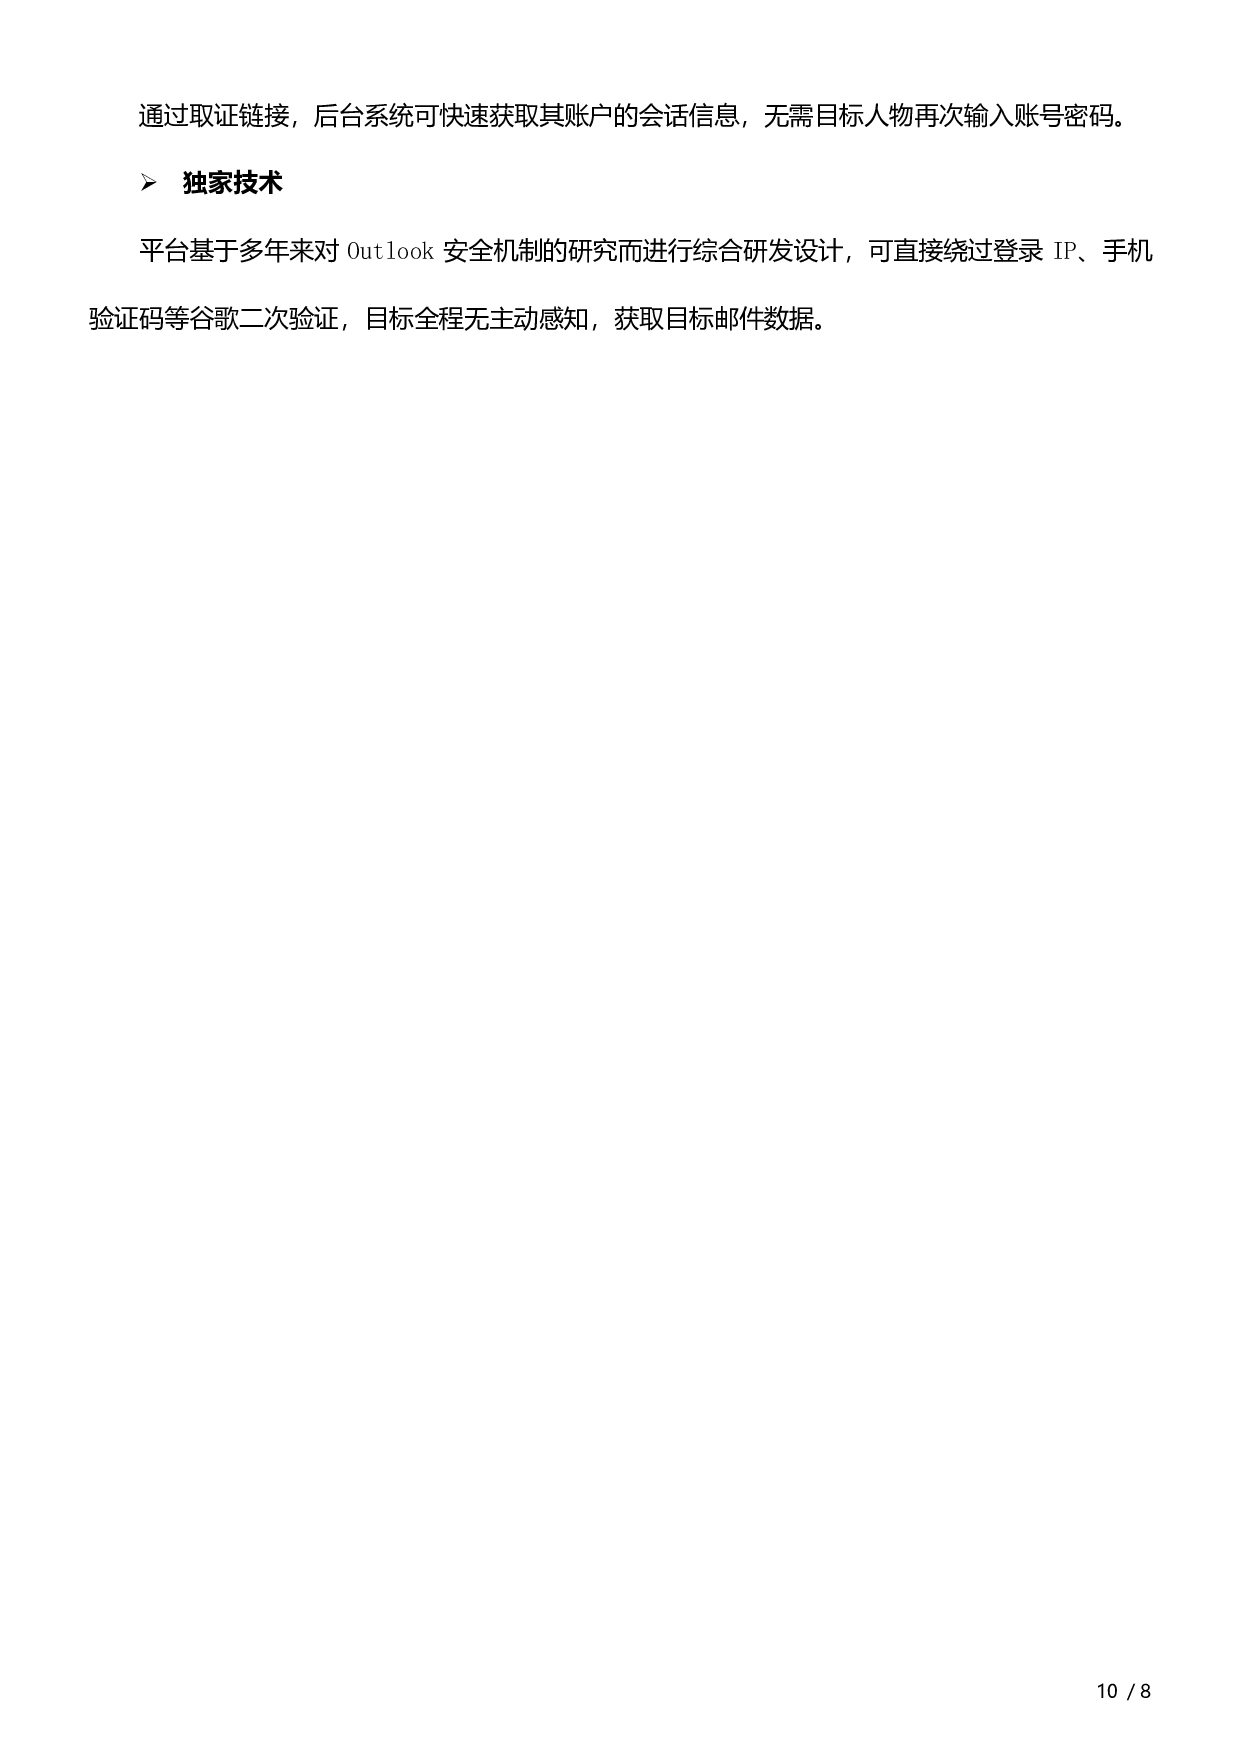 通过取证链接，后台系统可快速获取其账户的会话信息，无需目标人物再次输入账号密码。
➢ 独家技术
平台基于多年来对 Outlook 安全机制的研究而进行综合研发设计，可直接绕过登录 IP、手机
验证码等谷歌二次验证，目标全程无主动感知，获取目标邮件数据。
10 / 8